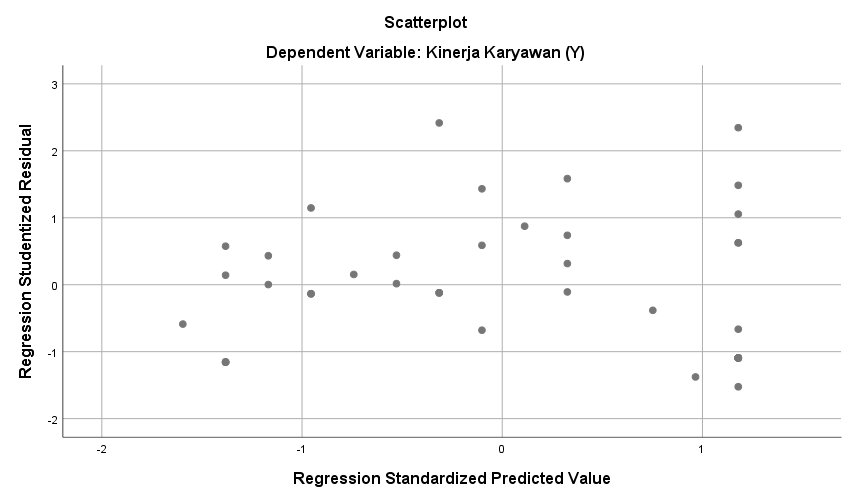 Scatterplot
Dependent Variable: Kinerja Karyawan (Y)
Regression Studentized Residual
3
2
1
0
-1
-2
-2
-1
0
1
Regression Standardized Predicted Value